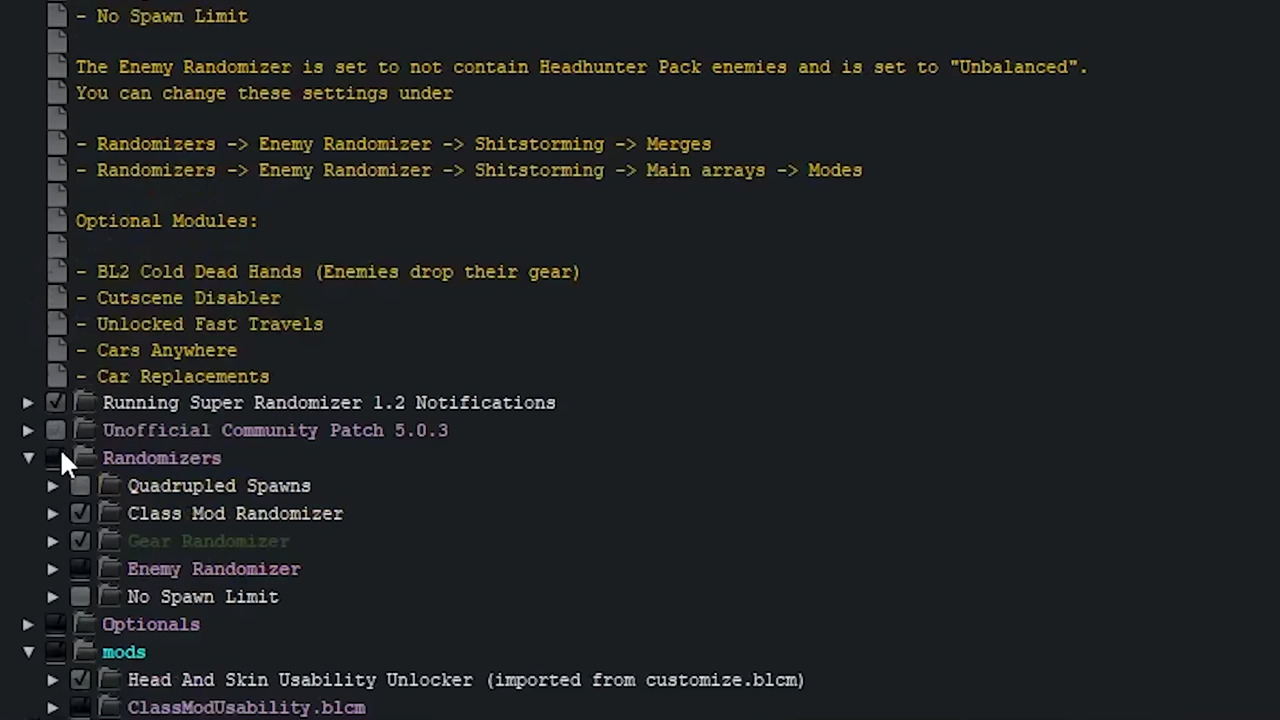 - No Spawn Limit
The Enemy Randomizer is set to not contain Headhunter Pack enemies and is set to "Unbalanced".
You can change these settings under
- Randomizers -> Enemy Randomizer -> Shitstorming -> Merges
- Randomizers -> Enemy Randomizer -> Shitstorming -> Main arrays -> Modes
Optional Modules:
- BL2 Cold Dead Hands (Enemies drop their gear)
- Cutscene Disabler
- Unlocked Fast Travels
- Cars Anywhere
- Car Replacements
Running Super Randomizer 1.2 Notifications
Unofficial Community Patch 5.0.3
Randomizers
Quadrupled Spawns
Class Mod Randomizer
Gear Randomizer
Enemy Randomizer
No Spawn Limit
Optionals
mods
Head And Skin Usability Unlocker (imported from customize.blcm)
ClassModUsability.blcm